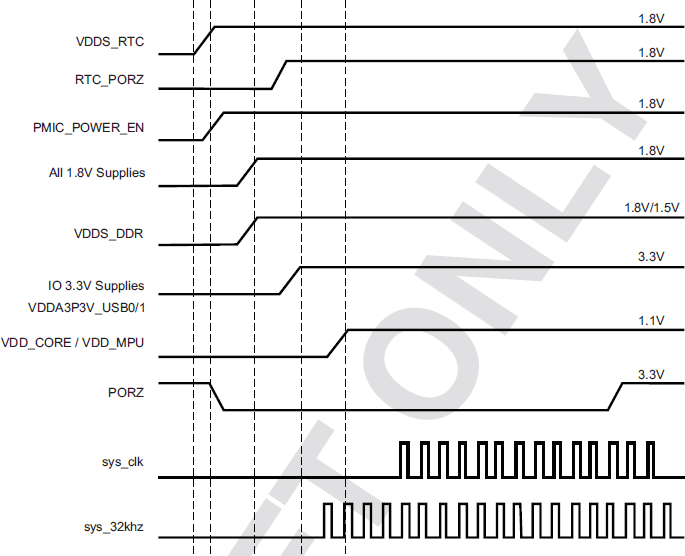 1.8V
VDDS_RTC
1.8V
RTC_PORZ
1.8V
PMIC_POWER_EN
1.8V
All 1.8V Supplies
1.8V/1.5V
VDDS_DDR
3.3V
IO 3.3V Supplies
VDDA3P3V_USB0/1
1.1V
VDD_CORE / VDD_MPU
3.3V
PORZ
sys_clk
sys_32khz
ONLY